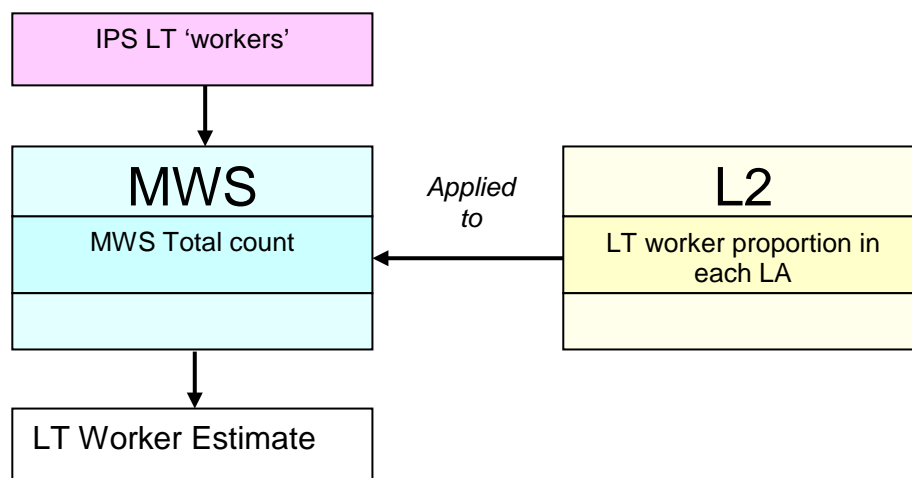 IPS LT ‘workers’
MWS
MWS Total count
Applied
to
L2
LT worker proportion in
each LA
LT Worker Estimate